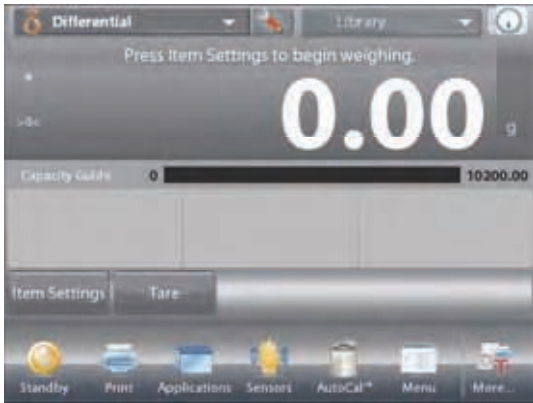 Differential Library
Press Item Settings to begin weighing.
*
>0<
0.00 g
Capacity Guide 0 10200.00
Item Settings Tare
Standby Print Applications Sensors AutoCal™ Menu More...